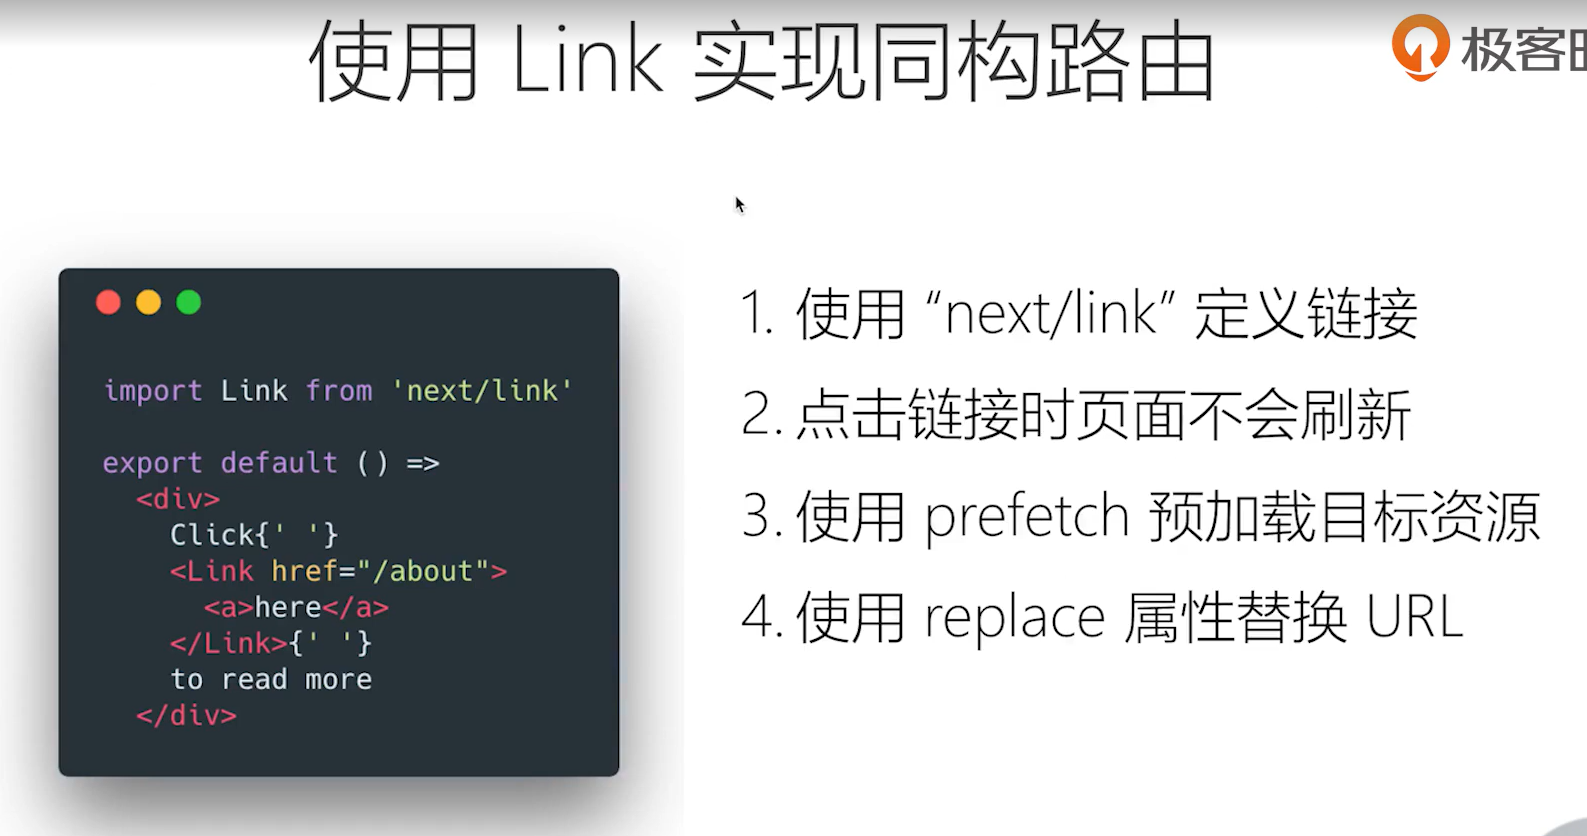 使用 Link 实现同构路由
极客
import Link from 'next/link'
export default () =>
<div>
Click{' '}
<Link href="/about">
<a>here</a>
</Link>{' '}
to read more
</div>
1. 使用 “next/link” 定义链接
2. 点击链接时页面不会刷新
3. 使用 prefetch 预加载目标资源
4. 使用 replace 属性替换 URL